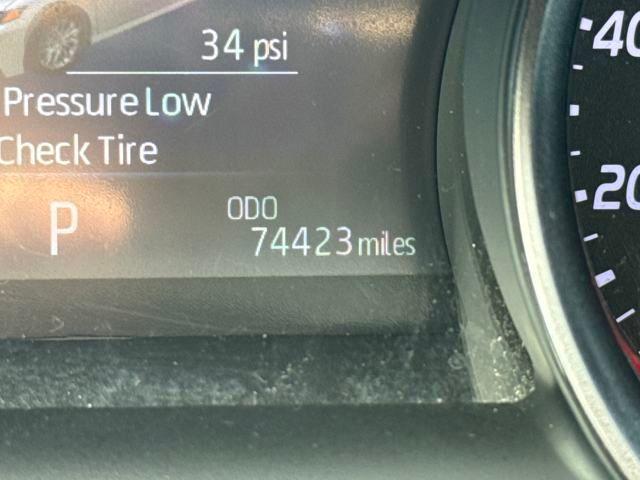 34 psi
Pressure Low
Check Tire
P
ODO
74423 miles
40
20